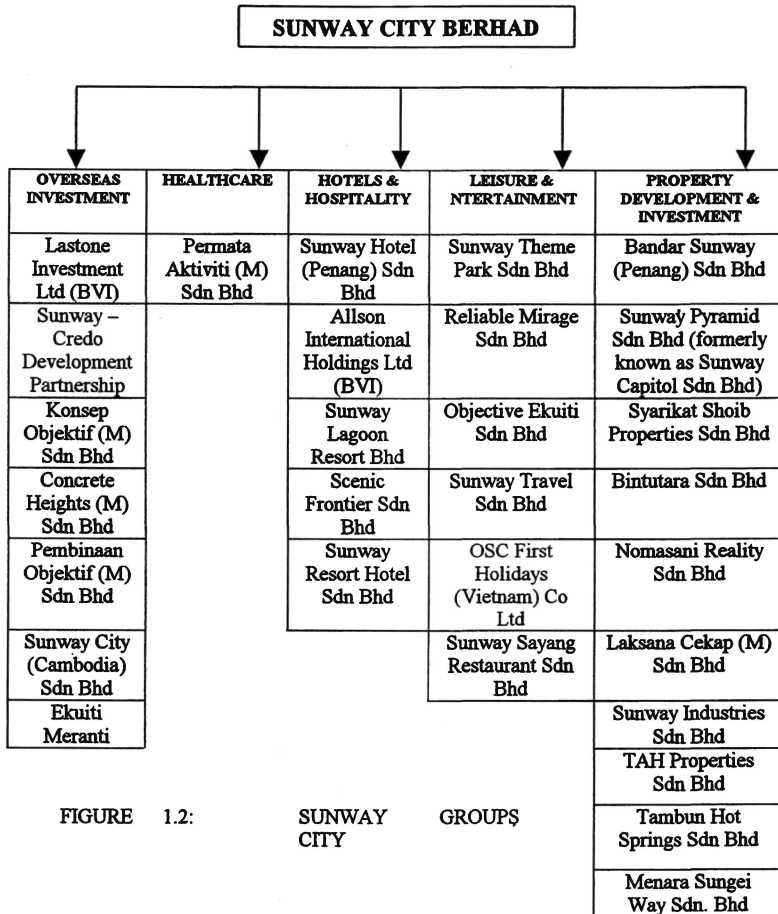 SUNWAY CITY BERHAD
OVERSEAS
INVESTMENT
HEALTHCARE
HOTELS &
HOSPITALITY
LEISURE &
NTERTAINMENT
PROPERTY
DEVELOPMENT &
INVESTMENT
Lastone
Investment
Ltd (BVI)
Permata
Aktiviti (M)
Sdn Bhd
Sunway Hotel
(Penang) Sdn
Bhd
Sunway Theme
Park Sdn Bhd
Bandar Sunway
(Penang) Sdn Bhd
Sunway –
Credo
Development
Partnership
Allson
International
Holdings Ltd
(BVI)
Reliable Mirage
Sdn Bhd
Sunway Pyramid
Sdn Bhd (formerly
known as Sunway
Capitol Sdn Bhd)
Konsep
Objektif (M)
Sdn Bhd
Sunway
Lagoon
Resort Bhd
Objective Ekuiti
Sdn Bhd
Syarikat Shoib
Properties Sdn Bhd
Concrete
Heights (M)
Sdn Bhd
Scenic
Frontier Sdn
Bhd
Sunway Travel
Sdn Bhd
Bintutara Sdn Bhd
Pembinaan
Objektif (M)
Sdn Bhd
Sunway
Resort Hotel
Sdn Bhd
OSC First
Holidays
(Vietnam) Co
Ltd
Nomasani Reality
Sdn Bhd
Sunway City
(Cambodia)
Sdn Bhd
Sunway Sayang
Restaurant Sdn
Bhd
Laksana Cekap (M)
Sdn Bhd
Ekuiti
Meranti
Sunway Industries
Sdn Bhd
TAH Properties
Sdn Bhd
Tambun Hot
Springs Sdn Bhd
Menara Sungei
Way Sdn. Bhd
FIGURE 1.2: SUNWAY GROUPS
CITY